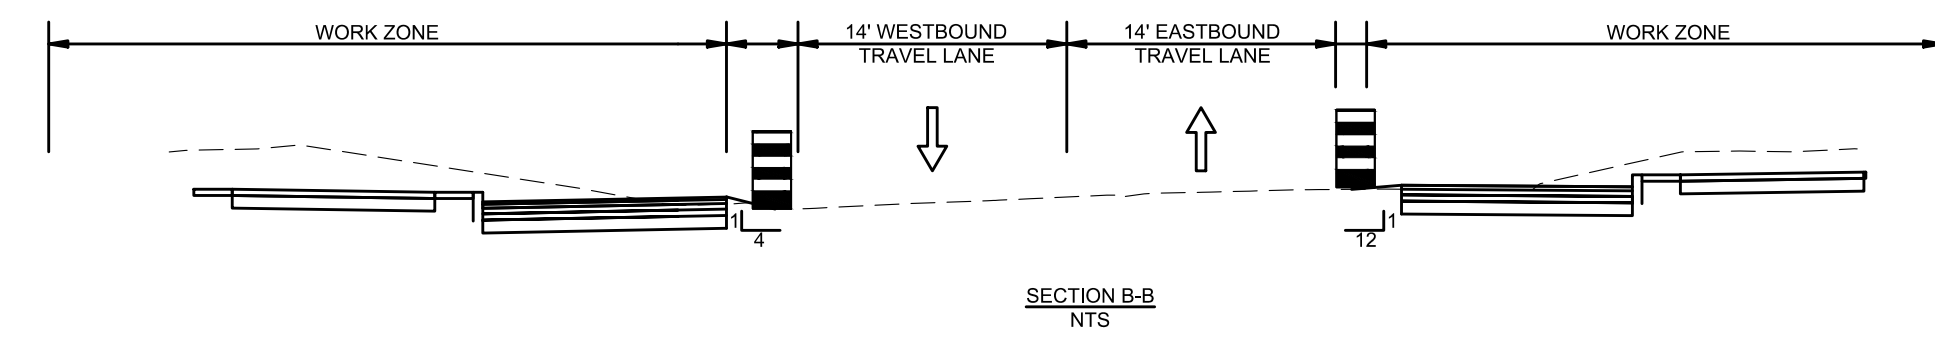 WORK ZONE
14' WESTBOUND
TRAVEL LANE
14' EASTBOUND
TRAVEL LANE
WORK ZONE
1
4
12
1
SECTION B-B
NTS